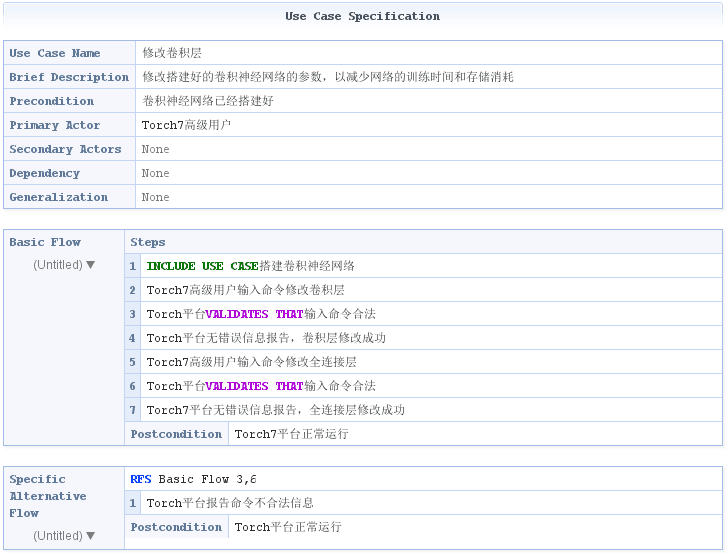 Use Case Specification
Use Case Name 修改卷积层
Brief Description 修改搭建好的卷积神经网络的参数，以减少网络的训练时间和存储消耗
Precondition 卷积神经网络已经搭建好
Primary Actor Torch7高级用户
Secondary Actors None
Dependency None
Generalization None
Basic Flow Steps
(Untitled) ▼
1 INCLUDE USE CASE搭建卷积神经网络
2 Torch7高级用户输入命令修改卷积层
3 Torch平台VALIDATES THAT输入命令合法
4 Torch平台无错误信息报告，卷积层修改成功
5 Torch7高级用户输入命令修改全连接层
6 Torch平台VALIDATES THAT输入命令合法
7 Torch7平台无错误信息报告，全连接层修改成功
Postcondition Torch7平台正常运行
Specific Alternative Flow
(Untitled) ▼
RFS Basic Flow 3,6
1 Torch平台报告命令不合法信息
Postcondition Torch平台正常运行